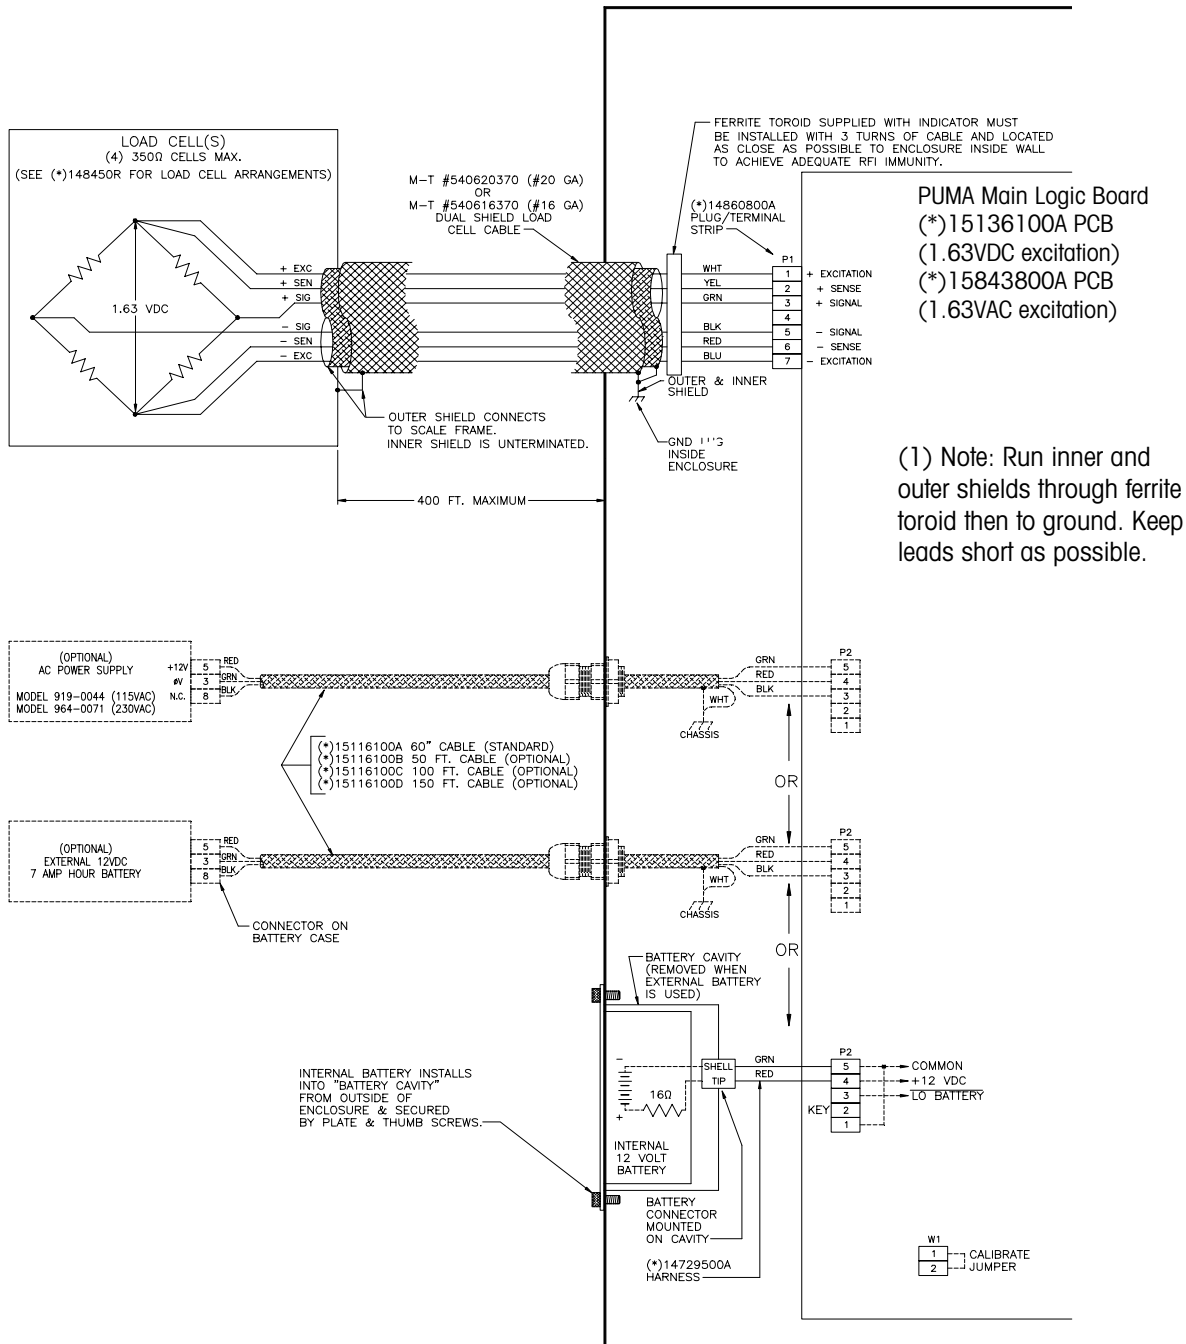 FERRITE TOROID SUPPLIED WITH INDICATOR MUST
BE INSTALLED WITH 3 TURNS OF CABLE AND LOCATED
AS CLOSE AS POSSIBLE TO ENCLOSURE INSIDE WALL
TO ACHIEVE ADEQUATE RFI IMMUNITY.
LOAD CELL(S)
(4) 350Ω CELLS MAX.
(SEE (*)148450R FOR LOAD CELL ARRANGEMENTS)
1.63 VDC
+ EXC
+ SEN
+ SIG
− SIG
− SEN
− EXC
M−T #540620370 (#20 GA)
OR
M−T #540616370 (#16 GA)
DUAL SHIELD LOAD
CELL CABLE
(*)14860800A
PLUG/TERMINAL
STRIP
P1
WHT 1 + EXCITATION
YEL 2 + SENSE
GRN 3 + SIGNAL
4
BLK 5 − SIGNAL
RED 6 − SENSE
BLU 7 − EXCITATION
PUMA Main Logic Board
(*)15136100A PCB
(1.63VDC excitation)
(*)15843800A PCB
(1.63VAC excitation)
OUTER SHIELD CONNECTS
TO SCALE FRAME.
INNER SHIELD IS UNTERMINATED.
OUTER & INNER
SHIELD
GND
INSIDE
ENCLOSURE
400 FT. MAXIMUM
(1) Note: Run inner and
outer shields through ferrite
toroid then to ground. Keep
leads short as possible.
(OPTIONAL)
AC POWER SUPPLY
MODEL 919−0044 (115VAC)
MODEL 964−0071 (230VAC)
+12V 5 RED
øV 3 GRN
N.C. 8 BLK
GRN
RED
BLK
WHT
CHASSIS
P2
5
4
3
2
1
(*)15116100A 60" CABLE (STANDARD)
(*)15116100B 50 FT. CABLE (OPTIONAL)
(*)15116100C 100 FT. CABLE (OPTIONAL)
(*)15116100D 150 FT. CABLE (OPTIONAL)
OR
(OPTIONAL)
EXTERNAL 12VDC
7 AMP HOUR BATTERY
5 RED
3 GRN
8 BLK
CONNECTOR ON
BATTERY CASE
GRN
RED
BLK
WHT
CHASSIS
P2
5
4
3
2
1
OR
BATTERY CAVITY
(REMOVED WHEN
EXTERNAL BATTERY
IS USED)
INTERNAL BATTERY INSTALLS
INTO "BATTERY CAVITY"
FROM OUTSIDE OF
ENCLOSURE & SECURED
BY PLATE & THUMB SCREWS.
−
+
16Ω
SHELL
TIP
INTERNAL
12 VOLT
BATTERY
GRN
RED
P2
5 COMMON
4 +12 VDC
3 LO BATTERY
KEY 2
1
BATTERY
CONNECTOR
MOUNTED
ON CAVITY
(*)14729500A
HARNESS
W1
1 CALIBRATE
2 JUMPER